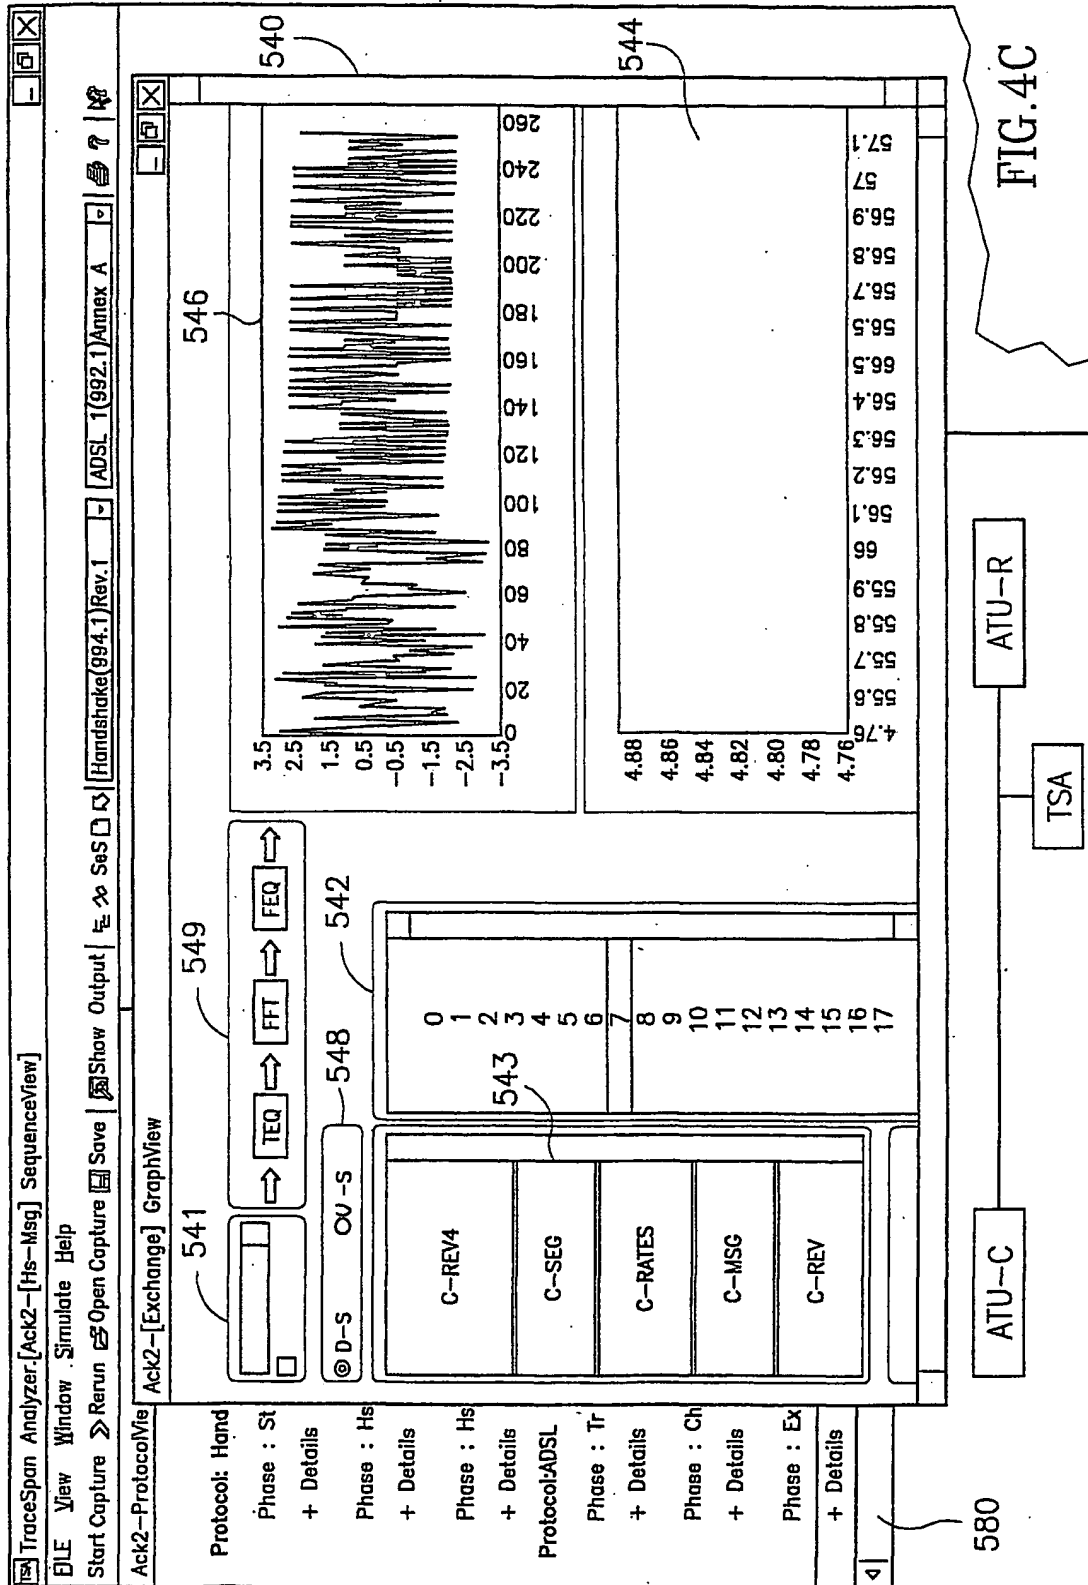 TSA TraceSpan Analyzer.[Ack2-[Hs-Msg] SequenceView]
FILE View Window Simulate Help
Start Capture >> Rerun Open Capture Save Show Output SeS Handshake(994.1)Rev.1 ADSL 1(992.1)Annex A ?
Ack2-ProtocolVie
Protocol: Hand
Phase : St
+ Details
Phase : Hs
+ Details
Phase : Hs
+ Details
Protocol:ADSL
Phase : Tr
+ Details
Phase : Ch
+ Details
Phase : Ex
+ Details
580
Ack2-[Exchange] GraphView
541
549
TEQ FFT FEQ
548
D-S U-S
542
543
C-REV4
C-SEG
C-RATES
C-MSG
C-REV
0
1
2
3
4
5
6
7
8
9
10
11
12
13
14
15
16
17
546
540
3.5
2.5
1.5
0.5
-0.5
-1.5
-2.5
-3.5
0 20 40 60 80 100 120 140 160 180 200 220 240 260
544
4.88
4.86
4.84
4.82
4.80
4.78
4.76
4.76 55.6 55.7 55.8 55.9 66 56.1 56.2 56.3 56.4 66.5 56.5 56.7 56.8 56.9 57 57.1
ATU-C
TSA
ATU-R
FIG.4C